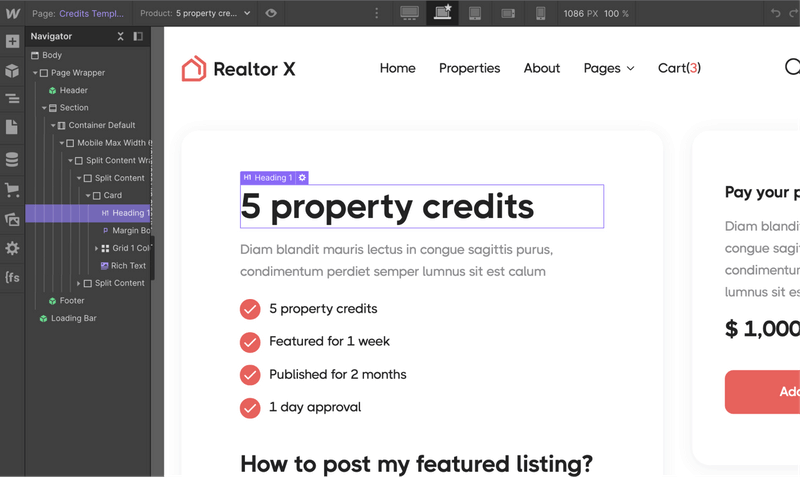 Page: Credits Templ...
Product: 5 property cre...
1086 PX 100 %
Navigator
Body
Page Wrapper
Header
Section
Container Default
Mobile Max Width
Split Content Wra
Split Content
Card
H1 Heading 1
P Margin Bo
Grid 1 Col
Rich Text
Split Content
Footer
Loading Bar
{fs
Realtor X
Home
Properties
About
Pages
Cart(3)
H1 Heading 1
5 property credits
Diam blandit mauris lectus in congue sagittis purus,
condimentum perdiet semper lumnus sit est calum
5 property credits
Featured for 1 week
Published for 2 months
1 day approval
How to post my featured listing?
Pay your p
Diam blandi
congue sagi
condimentu
lumnus sit es
$ 1,000
Add